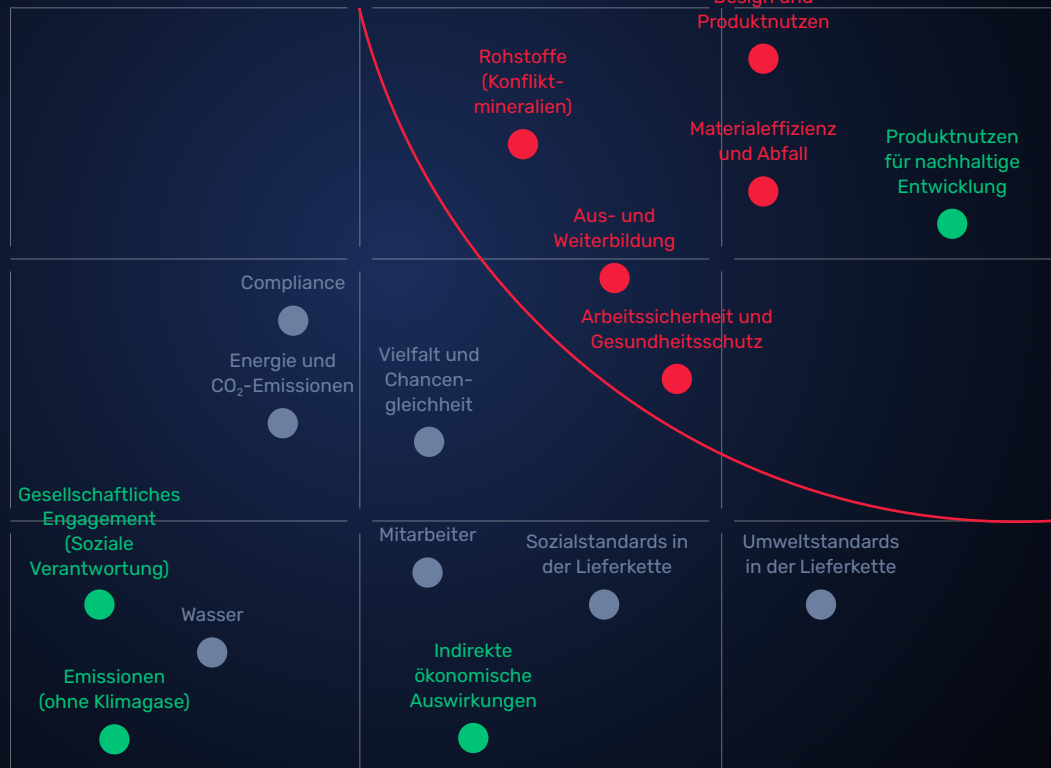 Design und
Produktnutzen
Rohstoffe
(Konflikt-
mineralien)
Materialeffizienz
und Abfall
Produktnutzen
für nachhaltige
Entwicklung
Aus- und
Weiterbildung
Compliance
Arbeitssicherheit und
Gesundheitsschutz
Energie und
CO₂-Emissionen
Vielfalt und
Chancen-
gleichheit
Gesellschaftliches
Engagement
(Soziale
Verantwortung)
Mitarbeiter
Sozialstandards in
der Lieferkette
Umweltstandards
in der Lieferkette
Wasser
Emissionen
(ohne Klimagase)
Indirekte
ökonomische
Auswirkungen